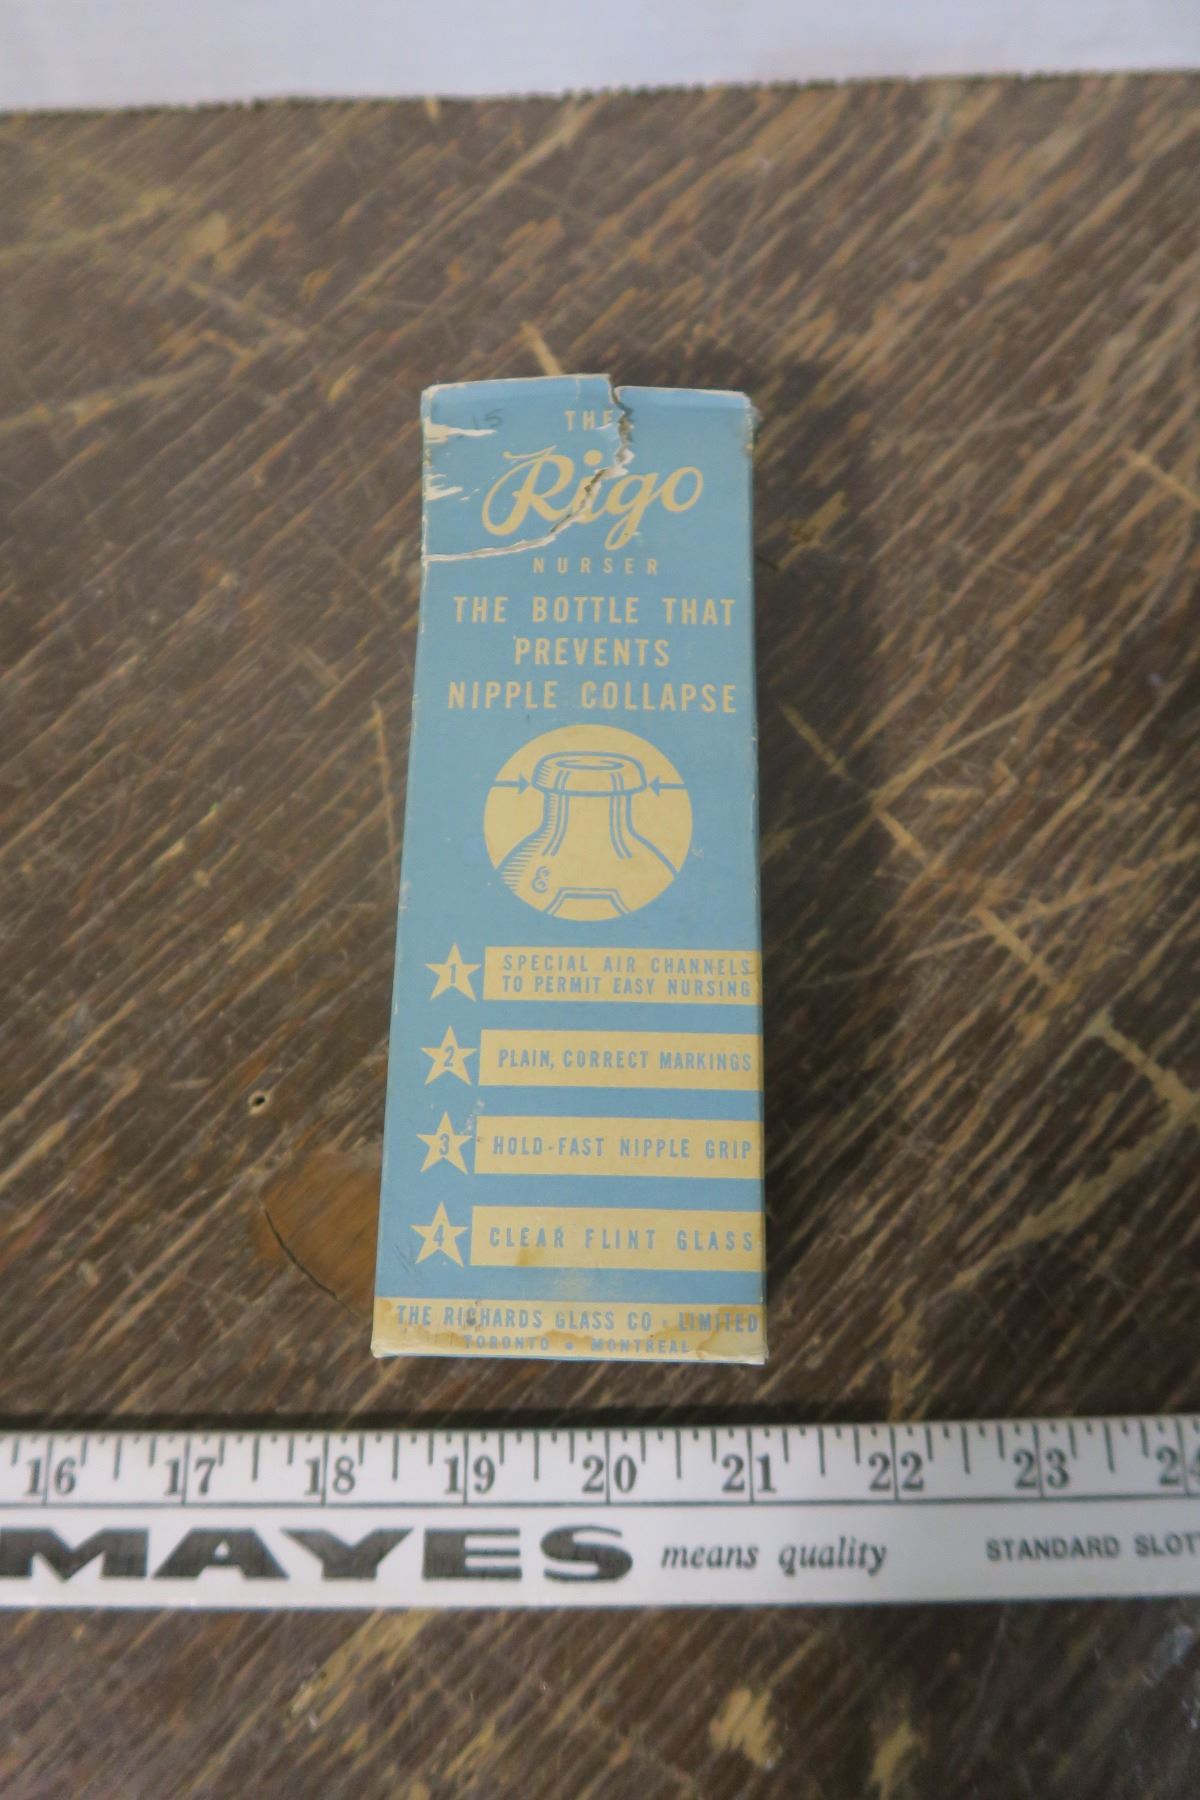 15
THE
Rigo
NURSER
THE BOTTLE THAT
PREVENTS
NIPPLE COLLAPSE
8
1 SPECIAL AIR CHANNELS
TO PERMIT EASY NURSING
2 PLAIN, CORRECT MARKINGS
3 HOLD-FAST NIPPLE GRIP
4 CLEAR FLINT GLASS
THE RICHARDS GLASS CO · LIMITED
TORONTO • MONTREAL
16 17 18 19 20 21 22 23
MAYES means quality STANDARD SLOT